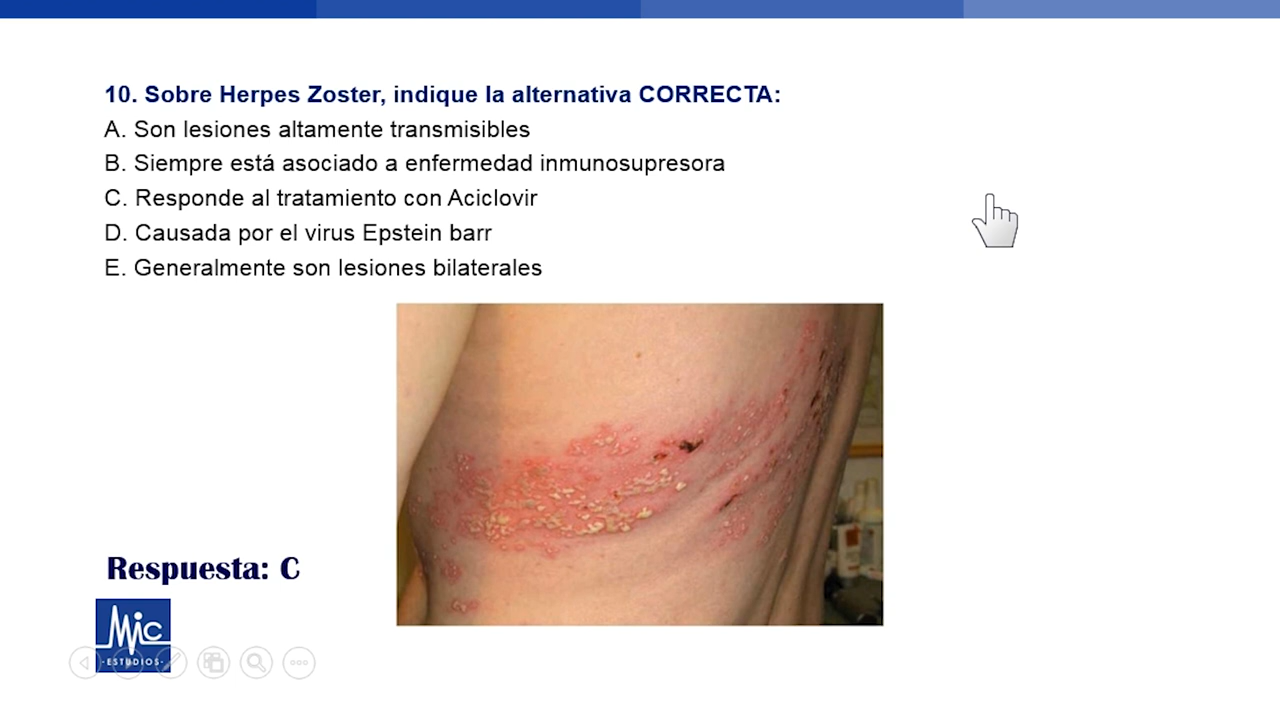 10. Sobre Herpes Zoster, indique la alternativa CORRECTA:
A. Son lesiones altamente transmisibles
B. Siempre está asociado a enfermedad inmunosupresora
C. Responde al tratamiento con Aciclovir
D. Causada por el virus Epstein barr
E. Generalmente son lesiones bilaterales
Respuesta: C
Mic
·ESTUDIOS·